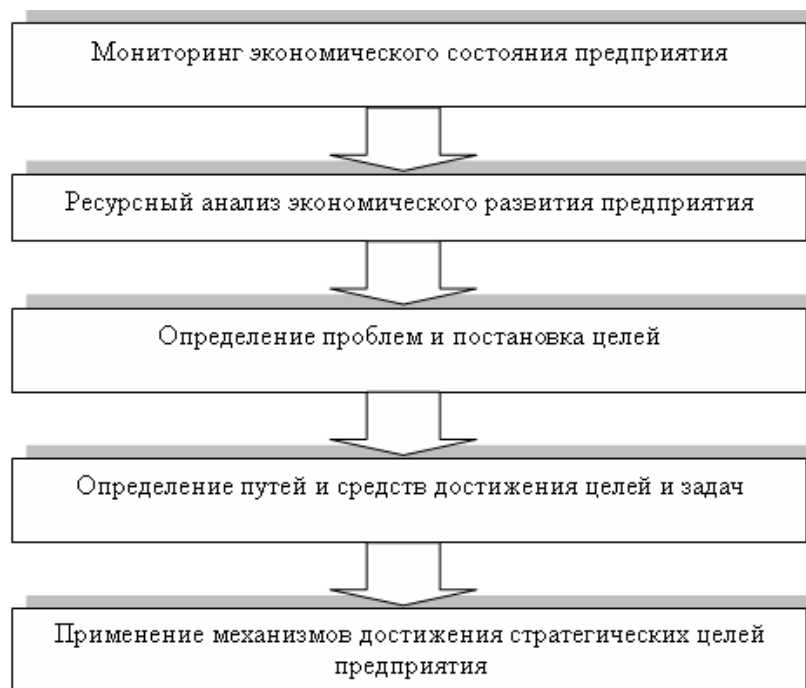 Мониторинг экономического состояния предприятия
Ресурсный анализ экономического развития предприятия
Определение проблем и постановка целей
Определение путей и средств достижения целей и задач
Применение механизмов достижения стратегических целей
предприятия